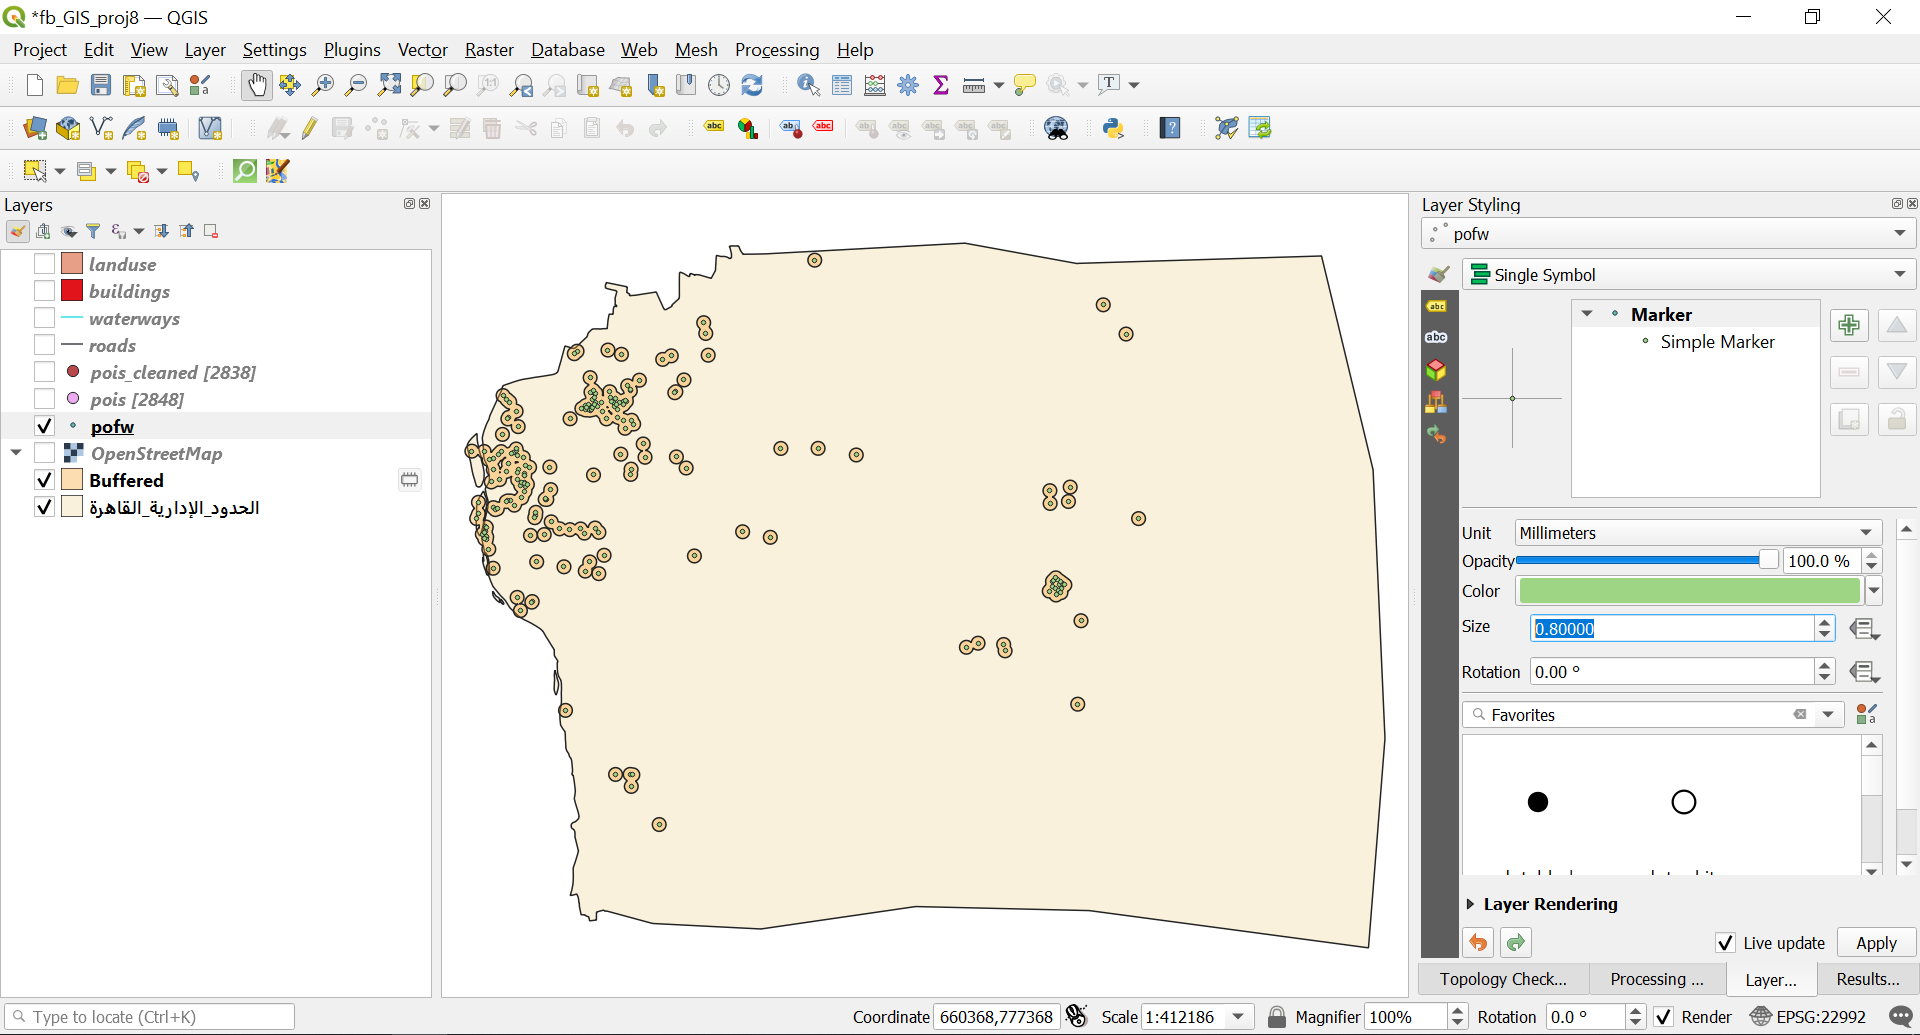 *fb_GIS_proj8 — QGIS
Project Edit View Layer Settings Plugins Vector Raster Database Web Mesh Processing Help
Layers
landuse
buildings
waterways
roads
pois_cleaned [2838]
pois [2848]
pofw
OpenStreetMap
Buffered
الحدود_الإدارية_القاهرة
Layer Styling
pofw
Single Symbol
Marker
Simple Marker
Unit Millimeters
Opacity 100.0 %
Color
Size 0.80000
Rotation 0.00 °
Favorites
Layer Rendering
Live update Apply
Topology Check... Processing ... Layer... Results...
Type to locate (Ctrl+K) Coordinate 660368,777368 Scale 1:412186 Magnifier 100% Rotation 0.0 ° Render EPSG:22992